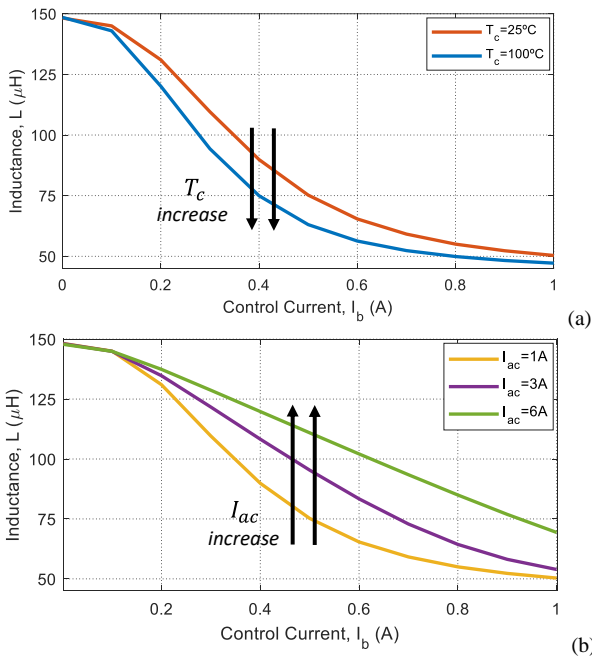 150
125
100
75
50
Inductance, L (μH)
T_c=25ºC
T_c=100ºC
T_c
increase
0
0.2
0.4
0.6
0.8
1
Control Current, I_b (A)
(a)
150
125
100
75
50
Inductance, L (μH)
I_ac=1A
I_ac=3A
I_ac=6A
I_ac
increase
0.2
0.4
0.6
0.8
1
Control Current, I_b (A)
(b)